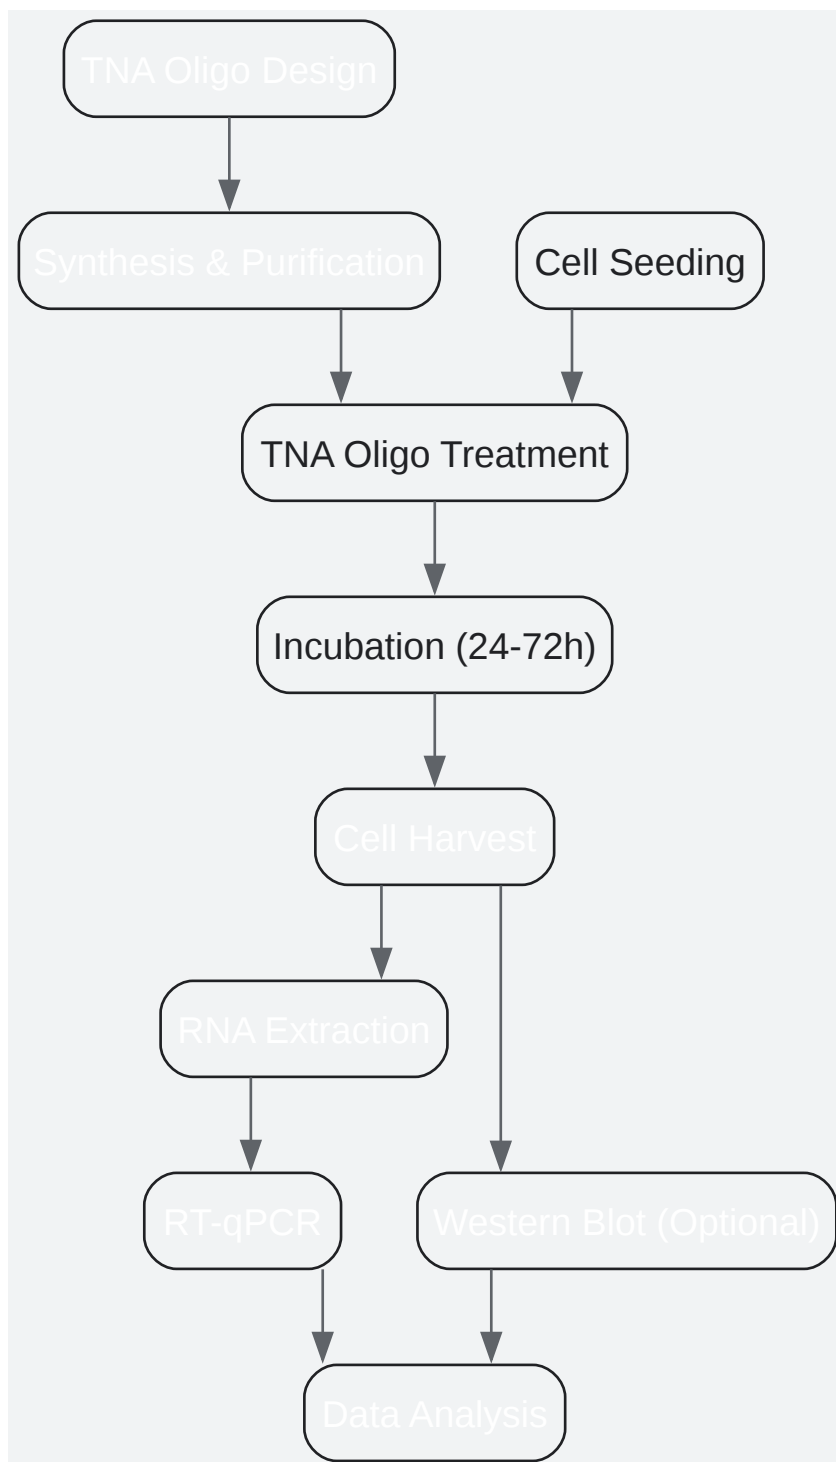 TNA Oligo Design
Synthesis & Purification
Cell Seeding
TNA Oligo Treatment
Incubation (24-72h)
Cell Harvest
RNA Extraction
RT-qPCR
Western Blot (Optional)
Data Analysis